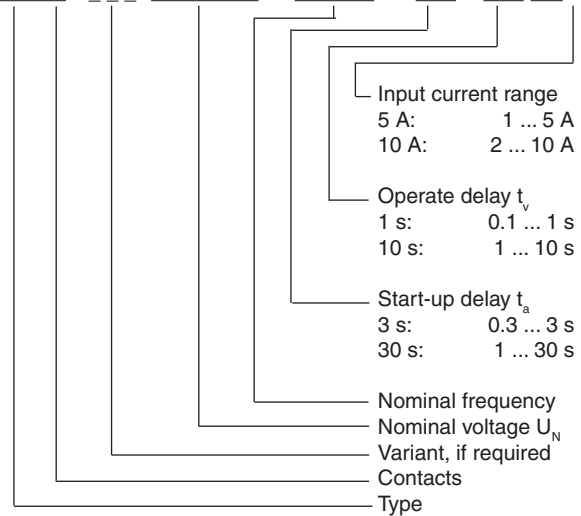 Input current range
5 A: 1 ... 5 A
10 A: 2 ... 10 A
Operate delay tv
1 s: 0.1 ... 1 s
10 s: 1 ... 10 s
Start-up delay ta
3 s: 0.3 ... 3 s
30 s: 1 ... 30 s
Nominal frequency
Nominal voltage UN
Variant, if required
Contacts
Type